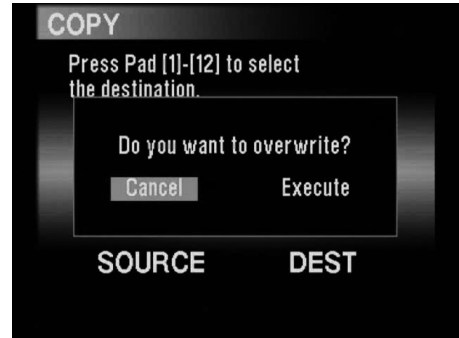 COPY
Press Pad [1]-[12] to select
the destination.
Do you want to overwrite?
Cancel Execute
SOURCE DEST